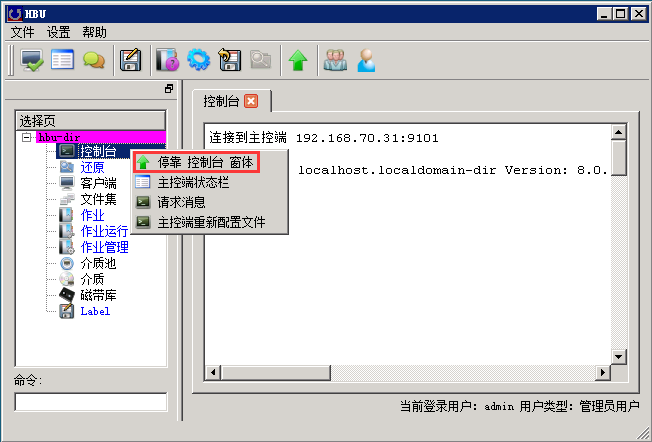 HBU
文件 设置 帮助
选择页
hbu-dir
控制台
还原
客户端
文件集
作业
作业运行
作业管理
介质池
介质
磁带库
Label
停靠 控制台 窗体
主控端状态栏
请求消息
主控端重新配置文件
控制台
连接到主控端 192.168.70.31:9101
localhost.localdomain-dir Version: 8.0.
命令:
当前登录用户: admin 用户类型: 管理员用户